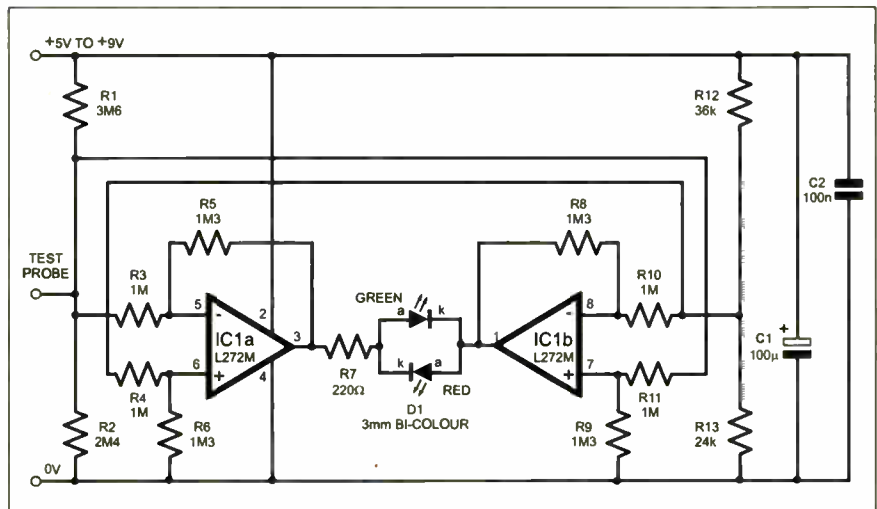 +5V TO +9V
R1
3M6
R12
36k
C2
100n
R5
1M3
R8
1M3
TEST
PROBE
R3
1M
GREEN
R10
1M
5
-
2
a
k
8
-
IC1a
L272M
3
1
IC1b
L272M
C1
100µ
+
6
+
4
R7
220Ω
k
a
RED
7
+
R4
1M
R11
1M
D1
3mm BI-COLOUR
R2
2M4
R6
1M3
R9
1M3
R13
24k
0V